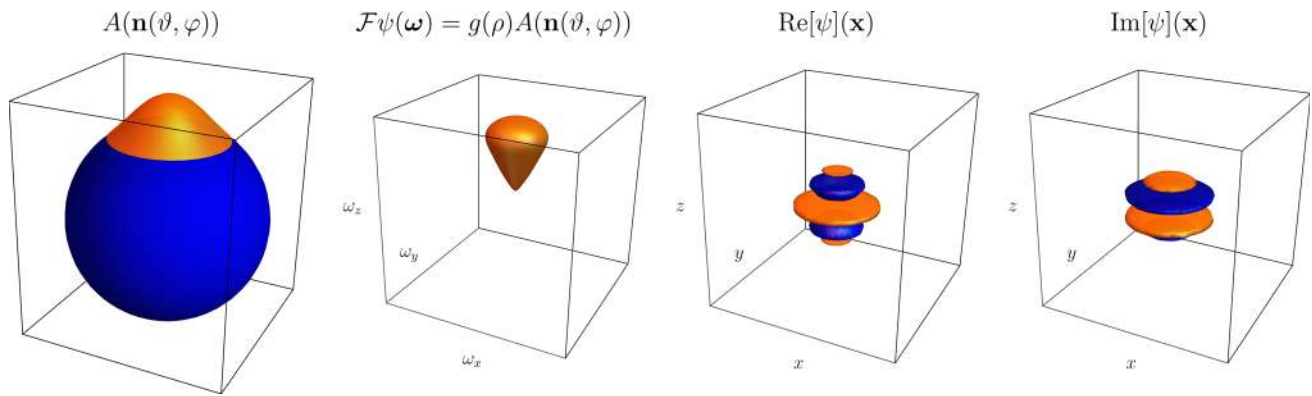 A(n(ϑ, φ))
ℱψ(ω) = g(ρ)A(n(ϑ, φ))
Re[ψ](x)
Im[ψ](x)
ω_z
ω_y
ω_x
z
y
x
z
y
x